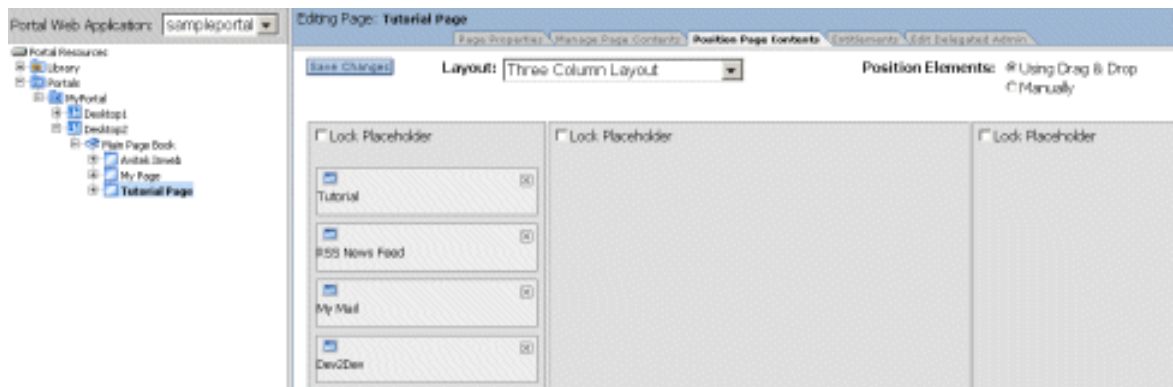 Portal Web Application: sampleportal
Portal Resources
Library
Portals
MyPortal
Desktop1
Desktop2
Main Page Book
Avitek Inweb
My Page
Tutorial Page
Editing Page: Tutorial Page
Page Properties Manage Page Contents Position Page Contents Entitlements Edit Delegated Admin
Save Changes Layout: Three Column Layout Position Elements: Using Drag & Drop
Manually
Lock Placeholder Lock Placeholder Lock Placeholder
Tutorial
RSS News Feed
My Mail
Dev2Dev